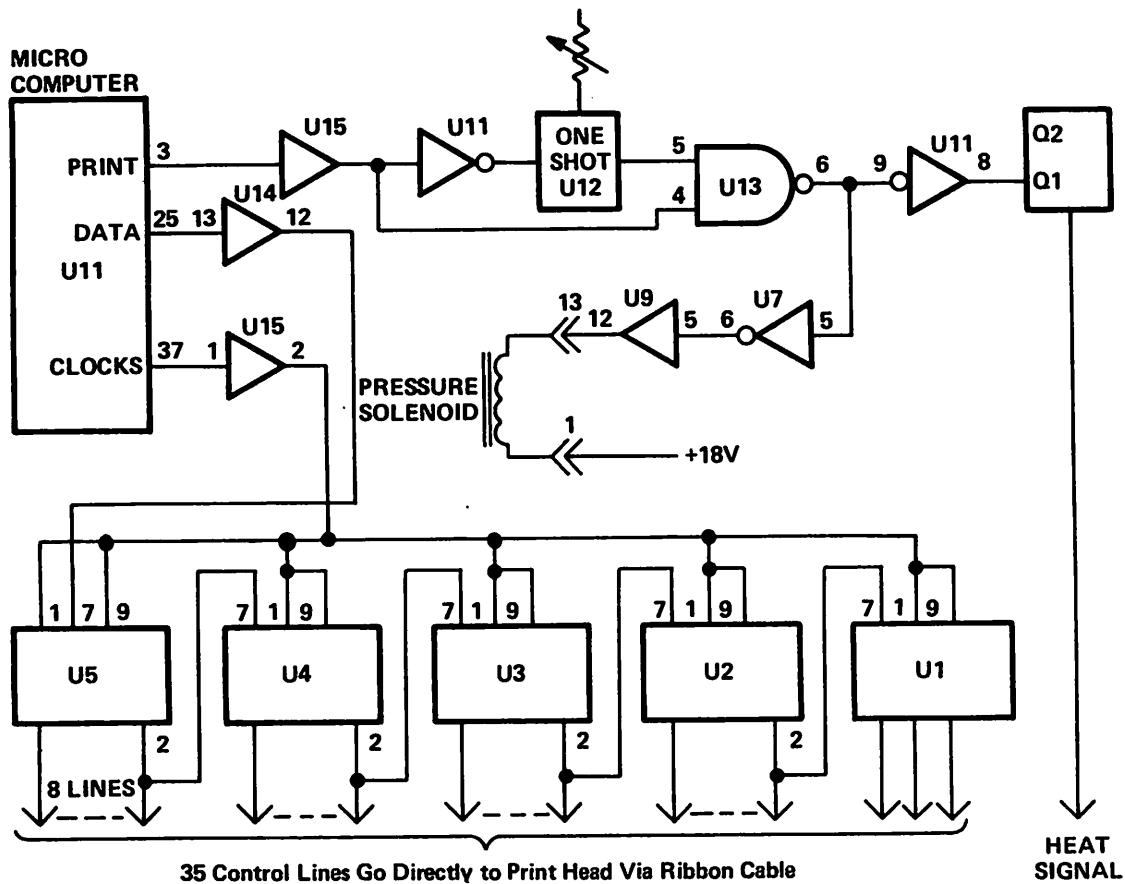 MICRO
COMPUTER
PRINT
3
DATA
25
U11
CLOCKS
37
U15
U14
13
12
U15
1
2
U11
ONE
SHOT
U12
5
4
U13
6
9
U11
8
Q2
Q1
13
12
U9
5
6
U7
5
PRESSURE
SOLENOID
1
+18V
1
7
9
U5
2
8 LINES
7
1
9
U4
2
7
1
9
U3
2
7
1
9
U2
2
7
1
9
U1
35 Control Lines Go Directly to Print Head Via Ribbon Cable
HEAT
SIGNAL